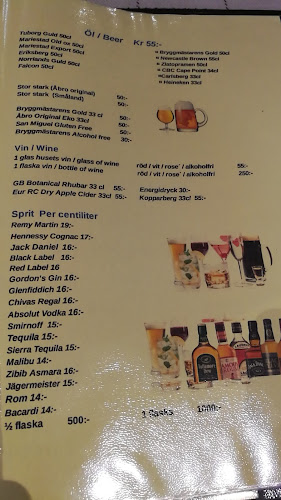 Öl / Beer Kr 55:-
Tuborg Guld 50cl
Mariestad Old ox 50cl
Mariestad Export 50cl
Eriksberg 50cl
Norrlands Guld 50cl
Falcon 50cl
Bryggmästarens Gold 50cl
Newcastle Brown 55cl
Zlatopramen 50cl
CBC Cape Point 34cl
Carlsberg 33cl
Heineken 33cl
Stor stark (Åbro original) 50:-
Stor stark (Småland) 50:-
Bryggmästarens Gold 33 cl 50:-
Åbro Original Eko 33cl 50:-
San Miguel Gluten Free 50:-
Bryggmästarens Alcohol free 30:-
Vin / Wine
1 glas husets vin / glass of wine röd / vit / rose´ / alkoholfri 55:-
1 flaska vin / bottle of wine röd / vit / rose´ / alkoholfri 250:-
GB Botanical Rhubar 33 cl 55:- Energidryck 30:-
Eur RC Dry Apple Cider 33cl 55:- Kopparberg 33cl 55:-
Sprit Per centiliter
Remy Martin 19:-
Hennessy Cognac 17:-
Jack Daniel 16:-
Black Label 16:-
Red Label 16
Gordon's Gin 16:-
Glenfiddich 16:-
Chivas Regal 16:-
Absolut Vodka 16:-
Smirnoff 15:-
Tequila 15:-
Sierra Tequila 15:-
Malibu 14:-
Zibib Asmara 16:-
Jägermeister 15:-
Rom 14:-
Bacardi 14:-
½ flaska 500:- 1 flaska 1000:-